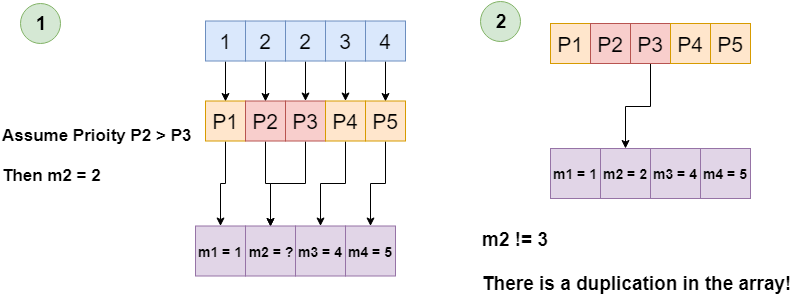 1
1 2 2 3 4
P1 P2 P3 P4 P5
Assume Prioity P2 > P3
Then m2 = 2
m1 = 1 m2 = ? m3 = 4 m4 = 5
2
P1 P2 P3 P4 P5
m1 = 1 m2 = 2 m3 = 4 m4 = 5
m2 != 3
There is a duplication in the array!